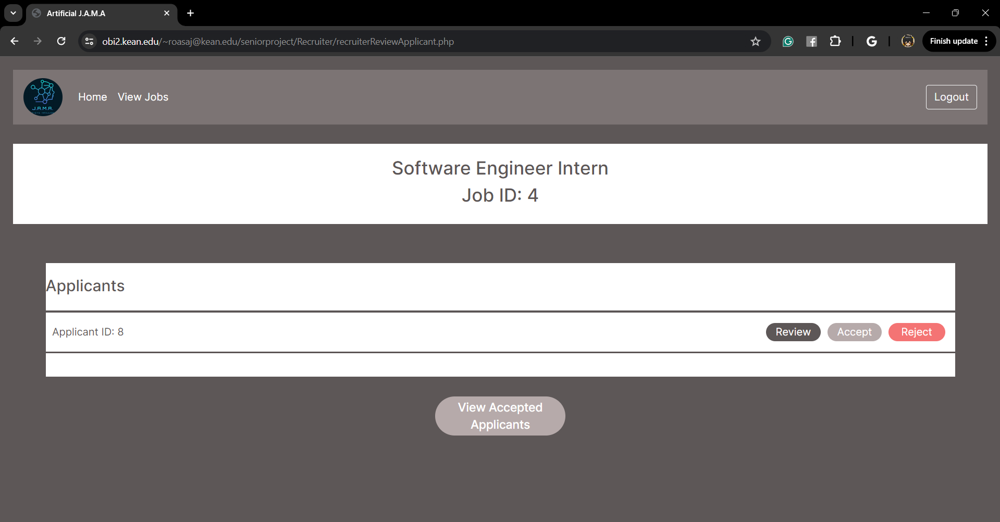 Artificial J.A.M.A
obi2.kean.edu/~roasaj@kean.edu/seniorproject/Recruiter/recruiterReviewApplicant.php
Finish update
J.A.M.A.
Home View Jobs
Logout
Software Engineer Intern
Job ID: 4
Applicants
Applicant ID: 8
Review Accept Reject
View Accepted
Applicants